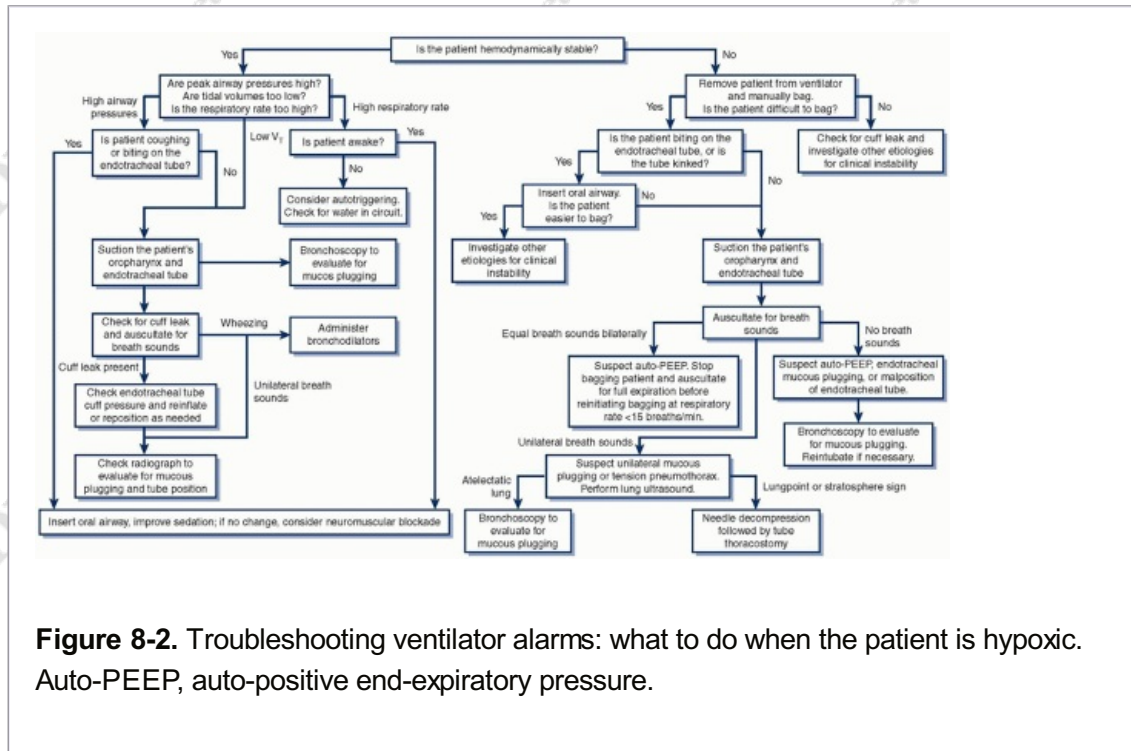 Is the patient hemodynamically stable?
Yes
No
Are peak airway pressures high?
Are tidal volumes too low?
Is the respiratory rate too high?
Remove patient from ventilator
and manually bag.
Is the patient difficult to bag?
High airway
pressures
High respiratory rate
Yes
No
Yes
Is patient coughing
or biting on the
endotracheal tube?
Low VT
Is patient awake?
Yes
Is the patient biting on the
endotracheal tube, or is
the tube kinked?
Check for cuff leak and
investigate other etiologies
for clinical instability
No
No
Yes
No
Consider autotriggering.
Check for water in circuit.
Insert oral airway.
Is the patient
easier to bag?
No
Yes
Suction the patient's
oropharynx and
endotracheal tube
Bronchoscopy to
evaluate for
mucos plugging
Investigate other
etiologies for clinical
instability
Suction the patient's
oropharynx and
endotracheal tube
Check for cuff leak
and auscultate for
breath sounds
Wheezing
Administer
bronchodilators
Auscultate for breath
sounds
Equal breath sounds bilaterally
No breath
sounds
Cuff leak present
Unilateral breath
sounds
Suspect auto-PEEP. Stop
bagging patient and auscultate
for full expiration before
reinitiating bagging at respiratory
rate <15 breaths/min.
Suspect auto-PEEP, endotracheal
mucous plugging, or malposition
of endotracheal tube.
Check endotracheal tube
cuff pressure and reinflate
or reposition as needed
Bronchoscopy to evaluate
for mucous plugging.
Reintubate if necessary.
Unilateral breath sounds
Check radiograph to
evaluate for mucous
plugging and tube position
Suspect unilateral mucous
plugging or tension pneumothorax.
Perform lung ultrasound.
Atelectatic
lung
Lungpoint or stratosphere sign
Insert oral airway, improve sedation; if no change, consider neuromuscular blockade
Bronchoscopy to
evaluate for
mucous plugging
Needle decompression
followed by tube
thoracostomy
Figure 8-2. Troubleshooting ventilator alarms: what to do when the patient is hypoxic.
Auto-PEEP, auto-positive end-expiratory pressure.